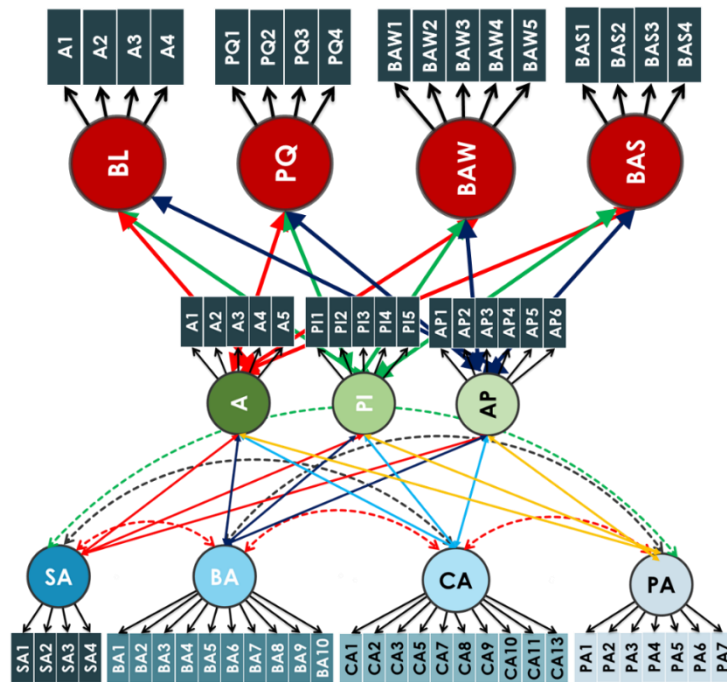 A1 A2 A3 A4 PQ1 PQ2 PQ3 PQ4 BAW1 BAW2 BAW3 BAW4 BAW5 BAS1 BAS2 BAS3 BAS4
BL PQ BAW BAS
A1 A2 A3 A4 A5 PI1 PI2 PI3 PI4 PI5 AP1 AP2 AP3 AP4 AP5 AP6
A PI AP
SA BA CA PA
SA1 SA2 SA3 SA4 BA1 BA2 BA3 BA4 BA5 BA6 BA7 BA8 BA9 BA10 CA1 CA2 CA3 CA5 CA7 CA8 CA9 CA10 CA11 CA13 PA1 PA2 PA3 PA4 PA5 PA6 PA7